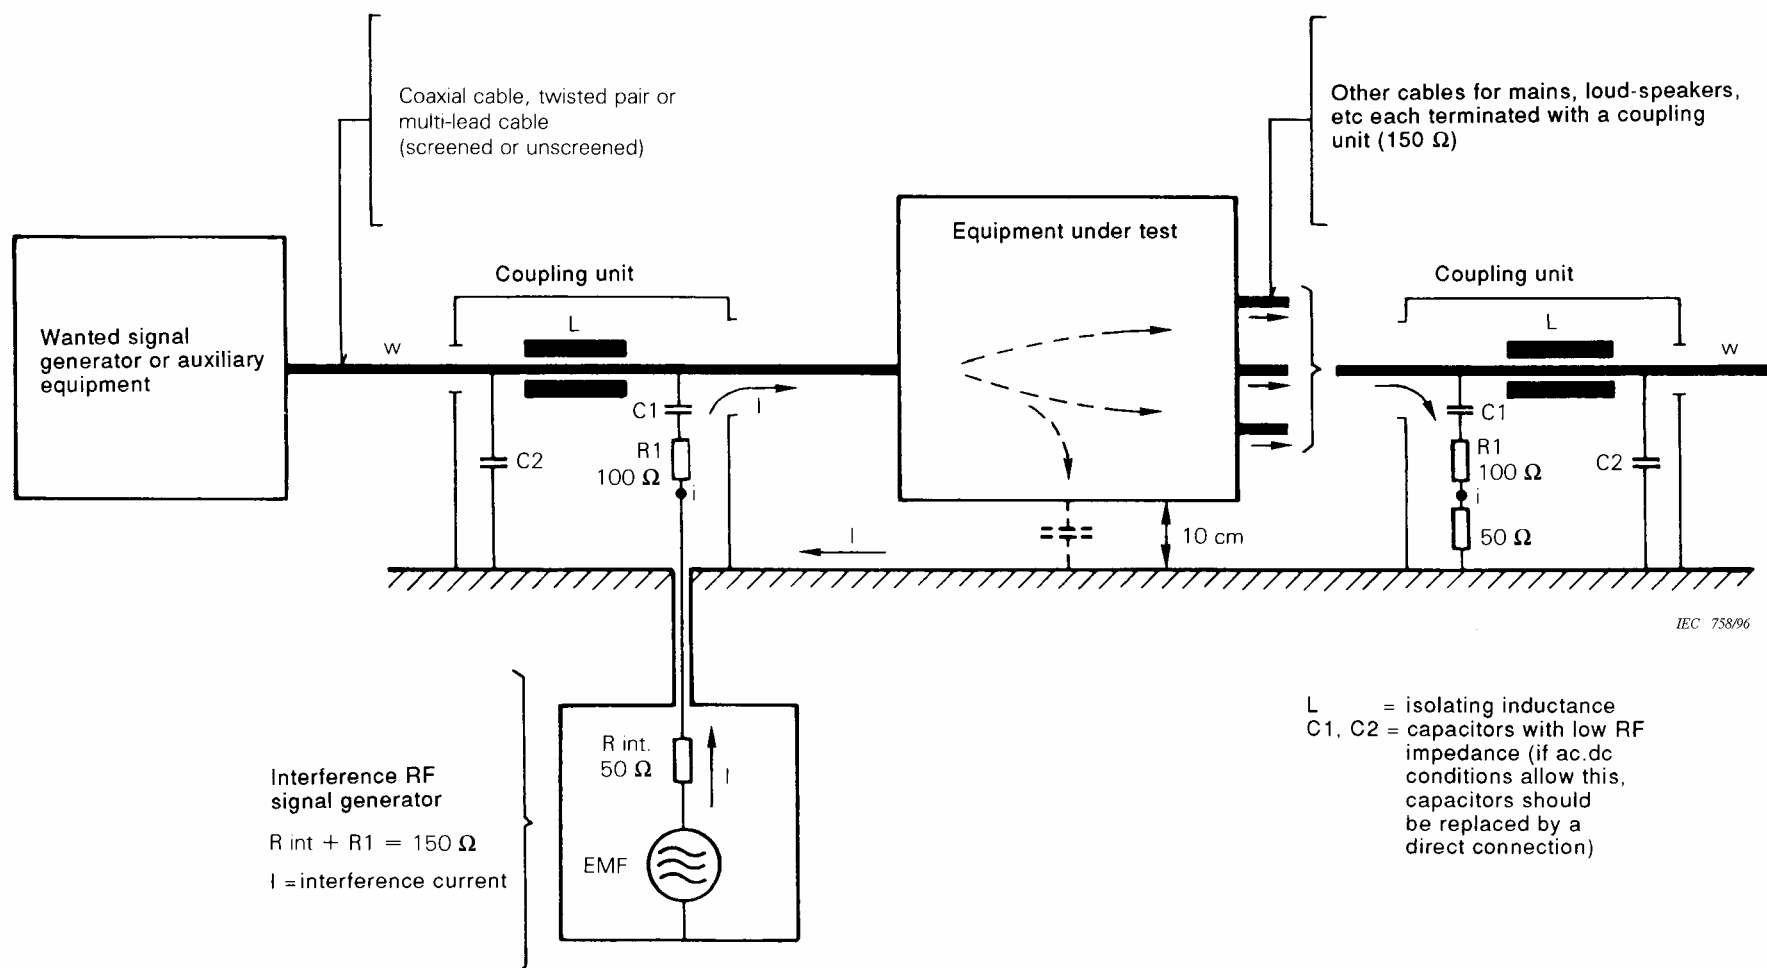 Coaxial cable, twisted pair or
multi-lead cable
(screened or unscreened)
Other cables for mains, loud-speakers,
etc each terminated with a coupling
unit (150 Ω)
Wanted signal
generator or auxiliary
equipment
w
Coupling unit
L
C1
R1
100 Ω
i
C2
I
Equipment under test
10 cm
I
Coupling unit
L
w
C1
R1
100 Ω
i
50 Ω
C2
IEC 758/96
Interference RF
signal generator
R int + R1 = 150 Ω
I = interference current
R int.
50 Ω
I
EMF
L = isolating inductance
C1, C2 = capacitors with low RF
impedance (if ac.dc
conditions allow this,
capacitors should
be replaced by a
direct connection)